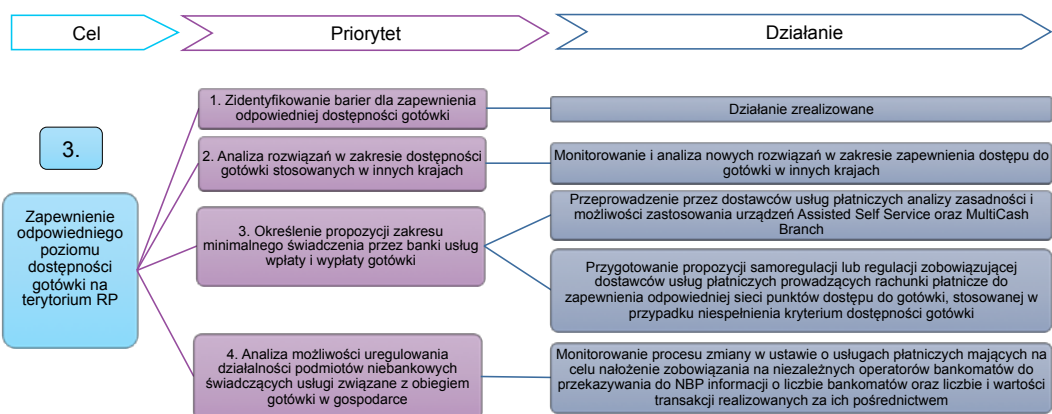 Cel
Priorytet
Działanie
3.
Zapewnienie
odpowiedniego
poziomu
dostępności
gotówki na
terytorium RP
1. Zidentyfikowanie barier dla zapewnienia
odpowiedniej dostępności gotówki
Działanie zrealizowane
2. Analiza rozwiązań w zakresie dostępności
gotówki stosowanych w innych krajach
Monitorowanie i analiza nowych rozwiązań w zakresie zapewnienia dostępu do
gotówki w innych krajach
3. Określenie propozycji zakresu
minimalnego świadczenia przez banki usług
wpłaty i wypłaty gotówki
Przeprowadzenie przez dostawców usług płatniczych analizy zasadności i
możliwości zastosowania urządzeń Assisted Self Service oraz MultiCash
Branch
Przygotowanie propozycji samoregulacji lub regulacji zobowiązującej
dostawców usług płatniczych prowadzących rachunki płatnicze do
zapewnienia odpowiedniej sieci punktów dostępu do gotówki, stosowanej w
przypadku niespełnienia kryterium dostępności gotówki
4. Analiza możliwości uregulowania
działalności podmiotów niebankowych
świadczących usługi związane z obiegiem
gotówki w gospodarce
Monitorowanie procesu zmiany w ustawie o usługach płatniczych mających na
celu nałożenie zobowiązania na niezależnych operatorów bankomatów do
przekazywania do NBP informacji o liczbie bankomatów oraz liczbie i wartości
transakcji realizowanych za ich pośrednictwem